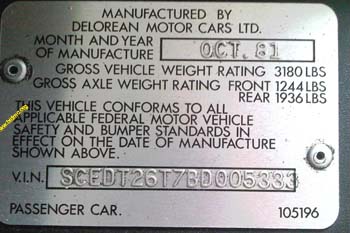 MANUFACTURED BY
DELOREAN MOTOR CARS LTD.
MONTH AND YEAR
OF MANUFACTURE OCT. 81
GROSS VEHICLE WEIGHT RATING 3180 LBS
GROSS AXLE WEIGHT RATING FRONT 1244 LBS
REAR 1936 LBS
THIS VEHICLE CONFORMS TO ALL
APPLICABLE FEDERAL MOTOR VEHICLE
SAFETY AND BUMPER STANDARDS IN
EFFECT ON THE DATE OF MANUFACTURE
SHOWN ABOVE.
V.I.N. SCEDT26T7BD005333
PASSENGER CAR. 105196